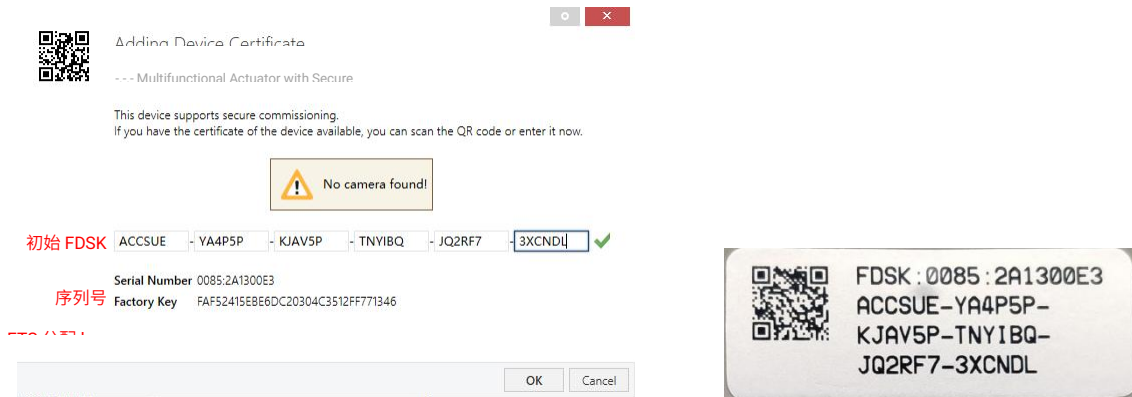 Adding Device Certificate
- - - Multifunctional Actuator with Secure
This device supports secure commissioning.
If you have the certificate of the device available, you can scan the QR code or enter it now.
No camera found!
初始 FDSK ACCSUE - YA4P5P - KJAV5P - TNYIBQ - JQ2RF7 - 3XCNDL
Serial Number 0085:2A1300E3
序列号
Factory Key FAF52415EBE6DC20304C3512FF771346
OK Cancel
FDSK:0085:2A1300E3
ACCSUE-YA4P5P-
KJAV5P-TNYIBQ-
JQ2RF7-3XCNDL